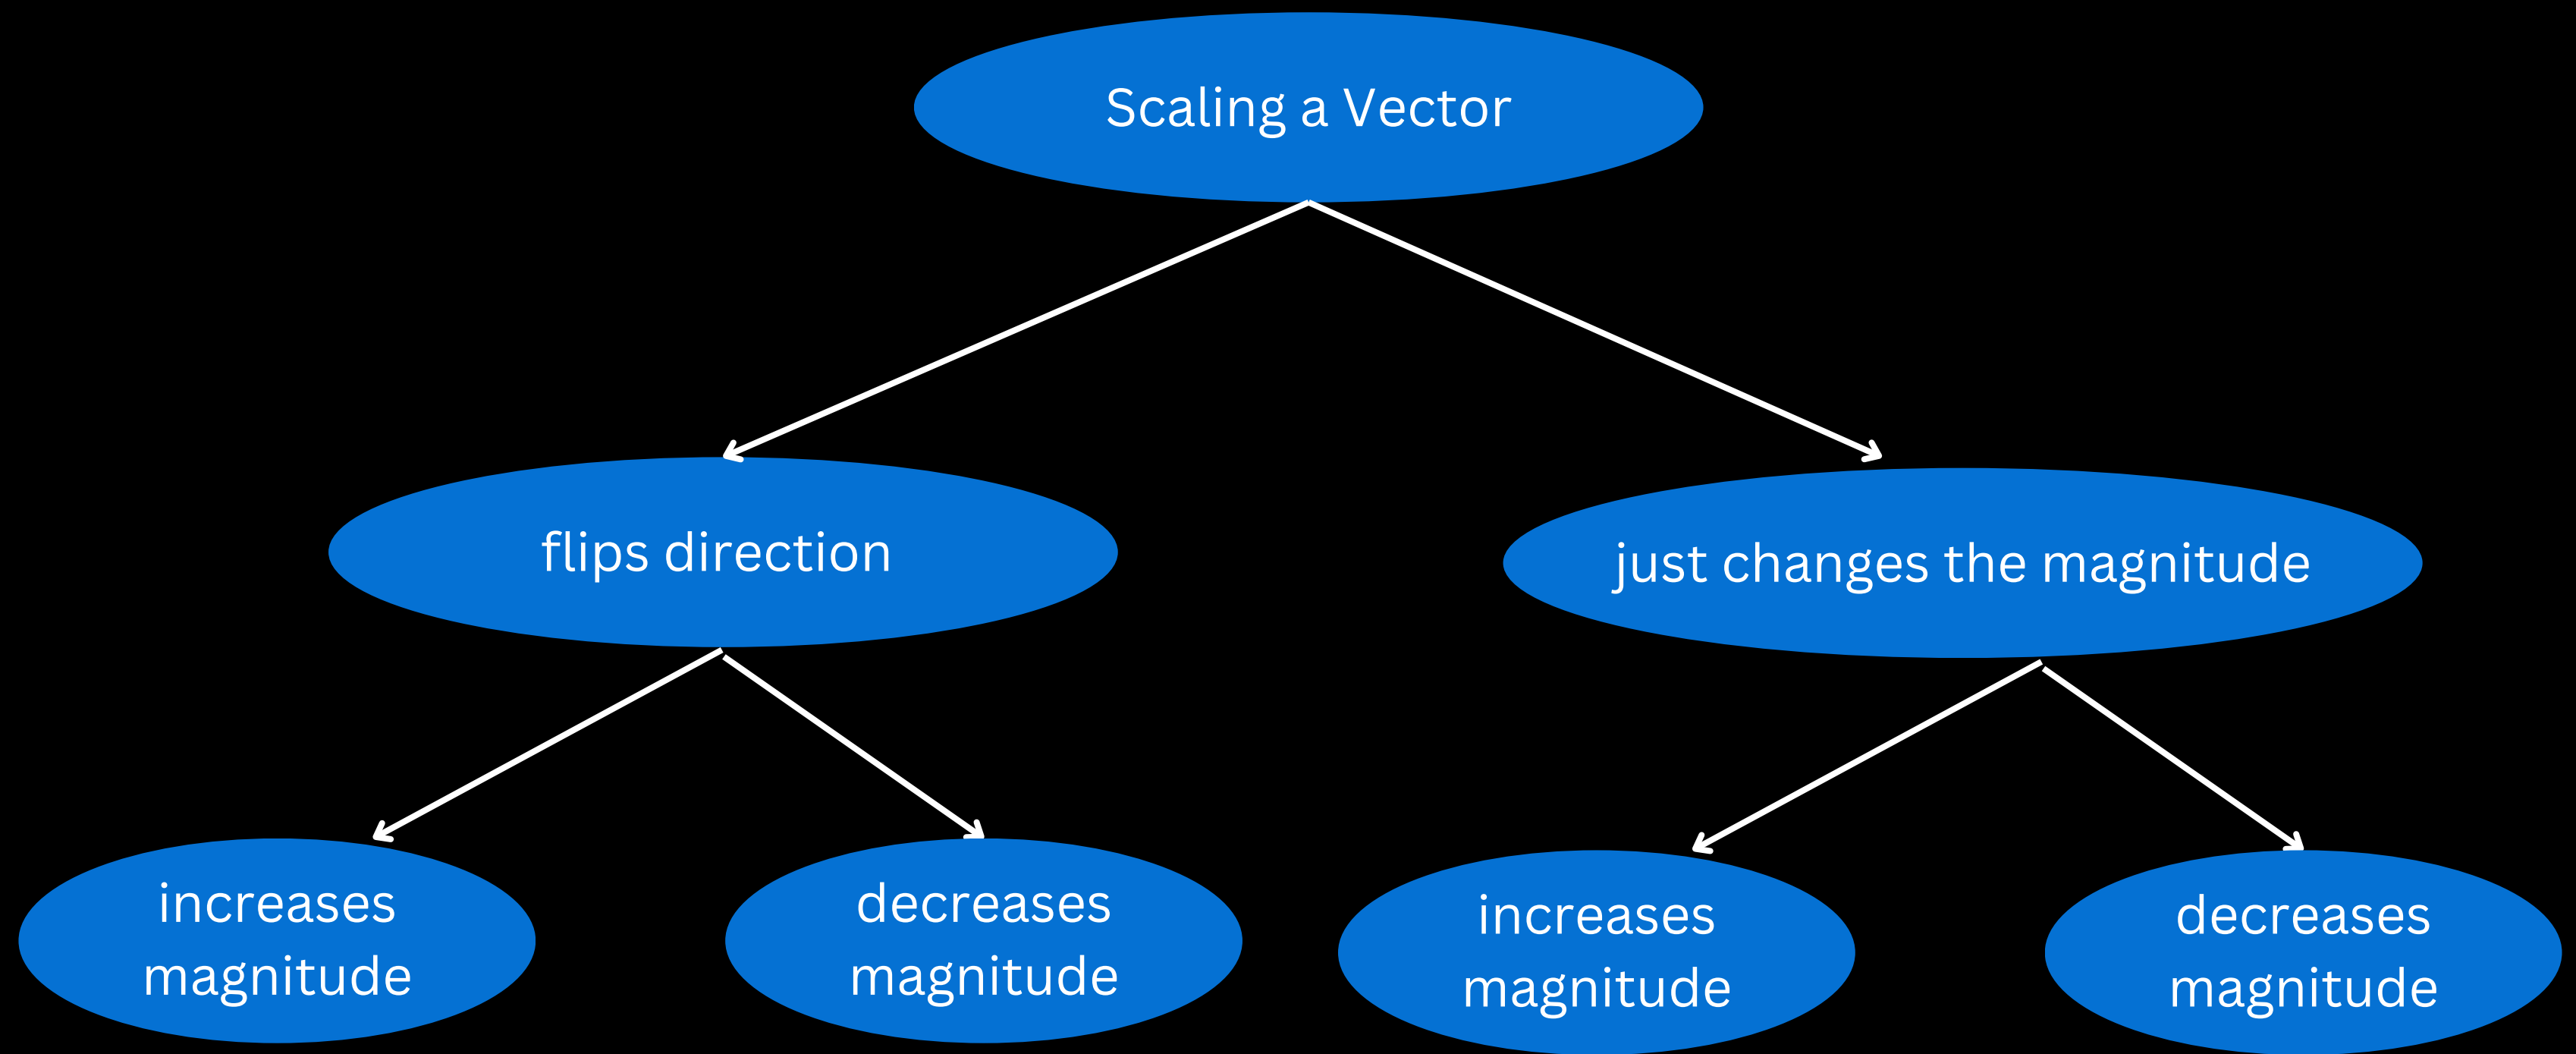 Scaling a Vector
flips direction
just changes the magnitude
increases
magnitude
decreases
magnitude
increases
magnitude
decreases
magnitude